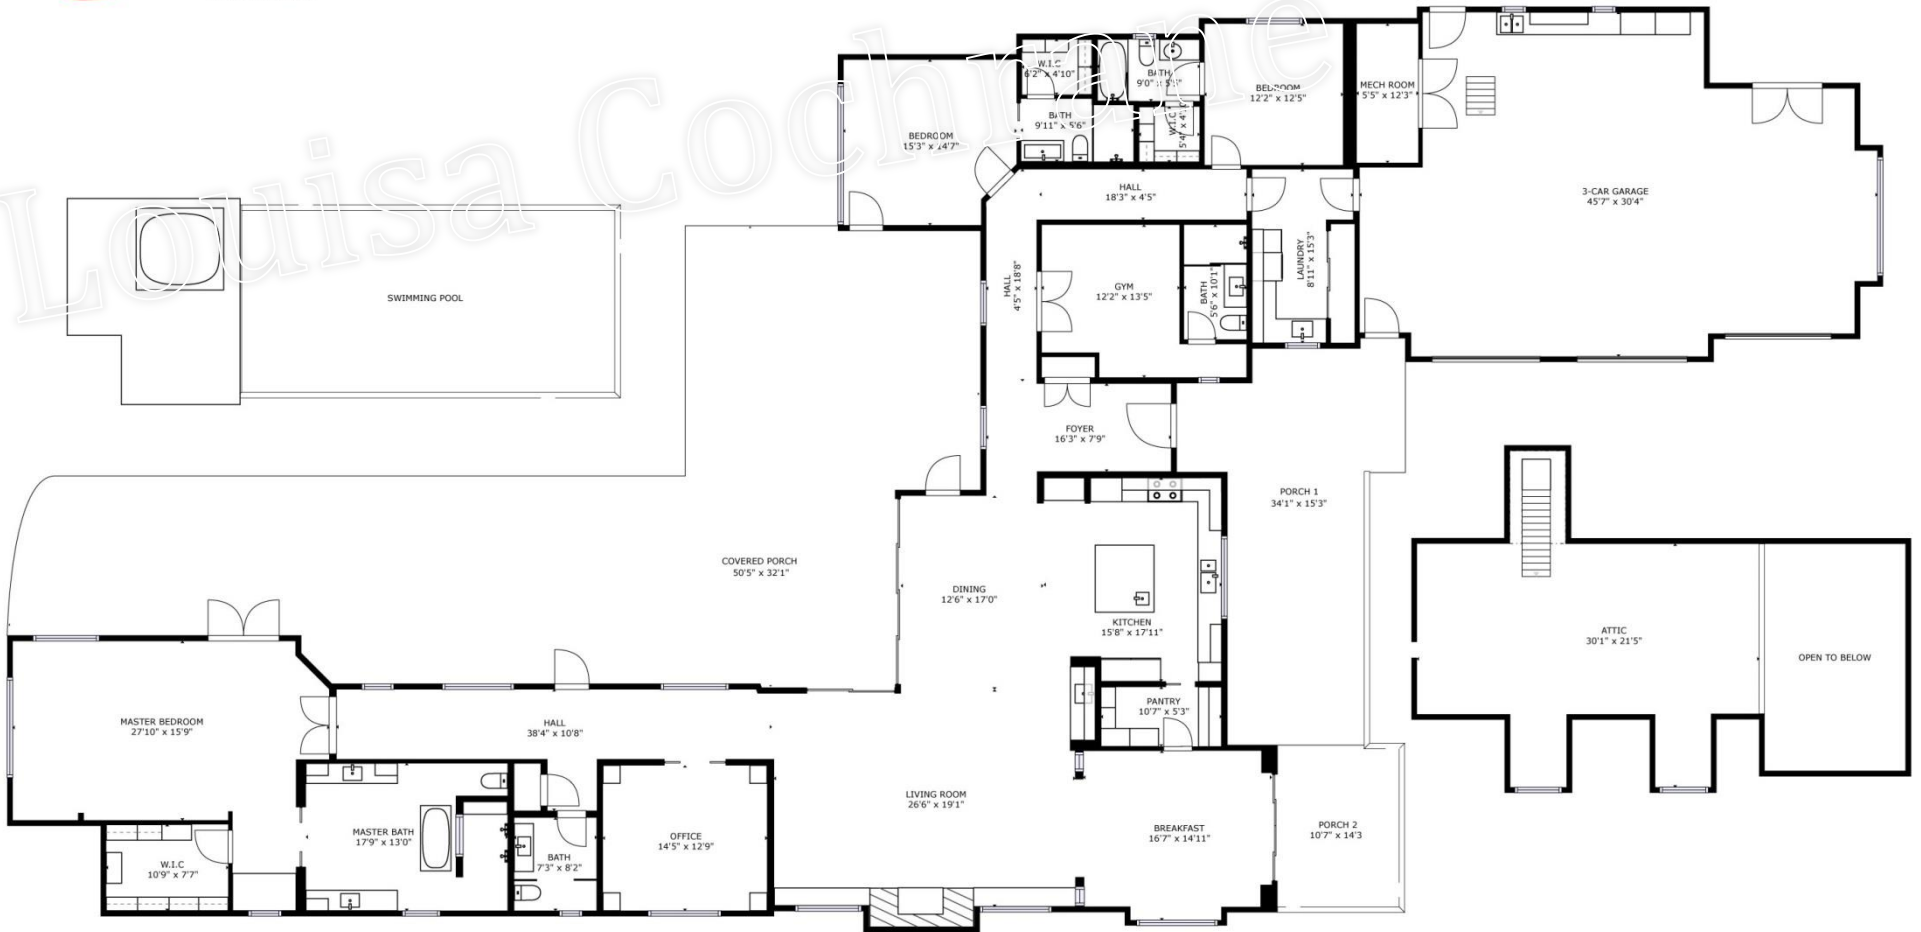 Louisa Cochrane
W.I.C
6'2" x 4'10"
BATH
9'0" x 5'5"
BEDROOM
12'2" x 12'5"
MECH ROOM
5'5" x 12'3"
BEDROOM
15'3" x 14'7"
BATH
9'11" x 5'6"
W.I.C
HALL
18'3" x 4'5"
3-CAR GARAGE
45'7" x 30'4"
SWIMMING POOL
HALL
4'5" x 18'8"
GYM
12'2" x 13'5"
BATH
5'6" x 10'1"
LAUNDRY
8'11" x 15'3"
FOYER
16'3" x 7'9"
PORCH 1
34'1" x 15'3"
COVERED PORCH
50'5" x 32'1"
DINING
12'6" x 17'0"
KITCHEN
15'8" x 17'11"
ATTIC
30'1" x 21'5"
OPEN TO BELOW
PANTRY
10'7" x 5'3"
MASTER BEDROOM
27'10" x 15'9"
HALL
38'4" x 10'8"
LIVING ROOM
26'6" x 19'1"
MASTER BATH
17'9" x 13'0"
OFFICE
14'5" x 12'9"
BREAKFAST
16'7" x 14'11"
PORCH 2
10'7" x 14'3
W.I.C
10'9" x 7'7"
BATH
7'3" x 8'2"